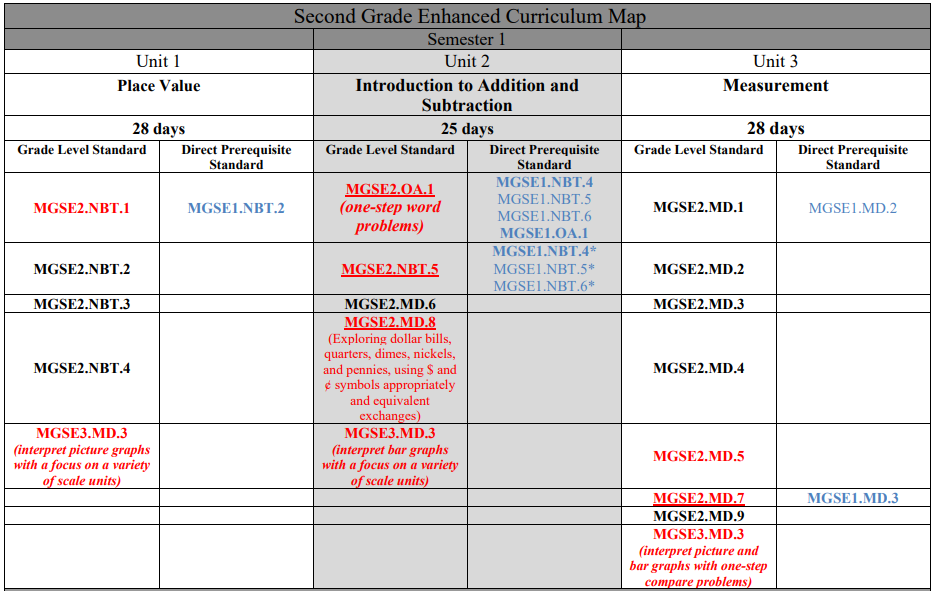 Second Grade Enhanced Curriculum Map
Semester 1
Unit 1
Unit 2
Unit 3
Place Value
Introduction to Addition and
Subtraction
Measurement
28 days
25 days
28 days
Grade Level Standard
Direct Prerequisite
Standard
Grade Level Standard
Direct Prerequisite
Standard
Grade Level Standard
Direct Prerequisite
Standard
MGSE2.NBT.1
MGSE1.NBT.2
MGSE2.OA.1
(one-step word
problems)
MGSE1.NBT.4
MGSE1.NBT.5
MGSE1.NBT.6
MGSE1.OA.1
MGSE2.MD.1
MGSE1.MD.2
MGSE2.NBT.2
MGSE2.NBT.5
MGSE1.NBT.4*
MGSE1.NBT.5*
MGSE1.NBT.6*
MGSE2.MD.2
MGSE2.NBT.3
MGSE2.MD.6
MGSE2.MD.3
MGSE2.NBT.4
MGSE2.MD.8
(Exploring dollar bills,
quarters, dimes, nickels,
and pennies, using $ and
¢ symbols appropriately
and equivalent
exchanges)
MGSE2.MD.4
MGSE3.MD.3
(interpret picture graphs
with a focus on a variety
of scale units)
MGSE3.MD.3
(interpret bar graphs
with a focus on a variety
of scale units)
MGSE2.MD.5
MGSE2.MD.7
MGSE1.MD.3
MGSE2.MD.9
MGSE3.MD.3
(interpret picture and
bar graphs with one-step
compare problems)